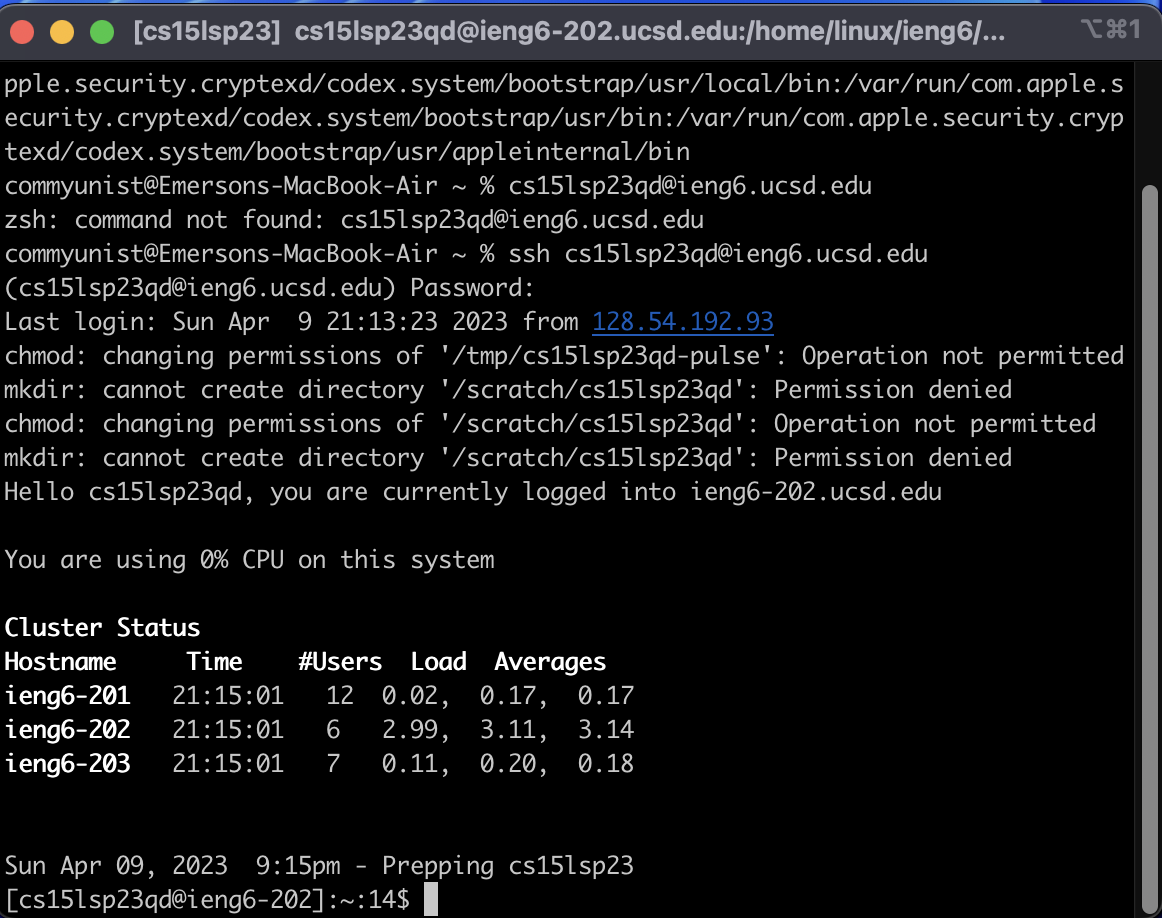 [cs15lsp23] cs15lsp23qd@ieng6-202.ucsd.edu:/home/linux/ieng6/... ⌥⌘1
pple.security.cryptexd/codex.system/bootstrap/usr/local/bin:/var/run/com.apple.s
ecurity.cryptexd/codex.system/bootstrap/usr/bin:/var/run/com.apple.security.cryp
texd/codex.system/bootstrap/usr/appleinternal/bin
commyunist@Emersons-MacBook-Air ~ % cs15lsp23qd@ieng6.ucsd.edu
zsh: command not found: cs15lsp23qd@ieng6.ucsd.edu
commyunist@Emersons-MacBook-Air ~ % ssh cs15lsp23qd@ieng6.ucsd.edu
(cs15lsp23qd@ieng6.ucsd.edu) Password:
Last login: Sun Apr  9 21:13:23 2023 from 128.54.192.93
chmod: changing permissions of '/tmp/cs15lsp23qd-pulse': Operation not permitted
mkdir: cannot create directory '/scratch/cs15lsp23qd': Permission denied
chmod: changing permissions of '/scratch/cs15lsp23qd': Operation not permitted
mkdir: cannot create directory '/scratch/cs15lsp23qd': Permission denied
Hello cs15lsp23qd, you are currently logged into ieng6-202.ucsd.edu
You are using 0% CPU on this system
Cluster Status
Hostname     Time    #Users  Load  Averages
ieng6-201   21:15:01   12  0.02,  0.17,  0.17
ieng6-202   21:15:01   6   2.99,  3.11,  3.14
ieng6-203   21:15:01   7   0.11,  0.20,  0.18
Sun Apr 09, 2023  9:15pm - Prepping cs15lsp23
[cs15lsp23qd@ieng6-202]:~:14$